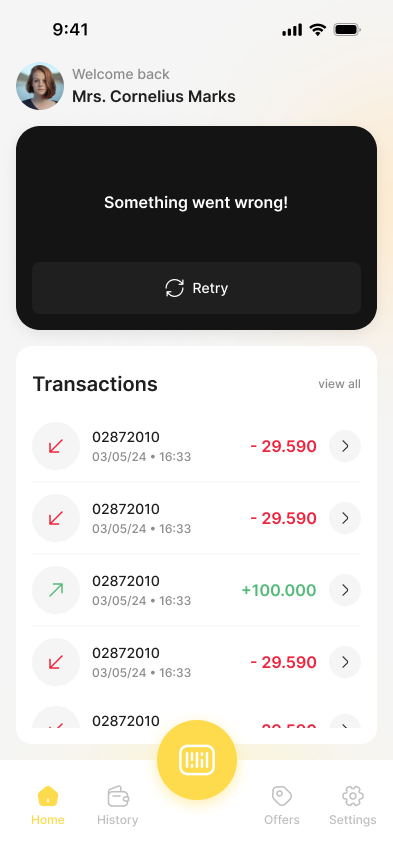 9:41
Welcome back
Mrs. Cornelius Marks
Something went wrong!
Retry
Transactions
view all
02872010
- 29.590
03/05/24 • 16:33
02872010
- 29.590
03/05/24 • 16:33
02872010
+100.000
03/05/24 • 16:33
02872010
- 29.590
03/05/24 • 16:33
02872010
- 29.590
Home
History
Offers
Settings